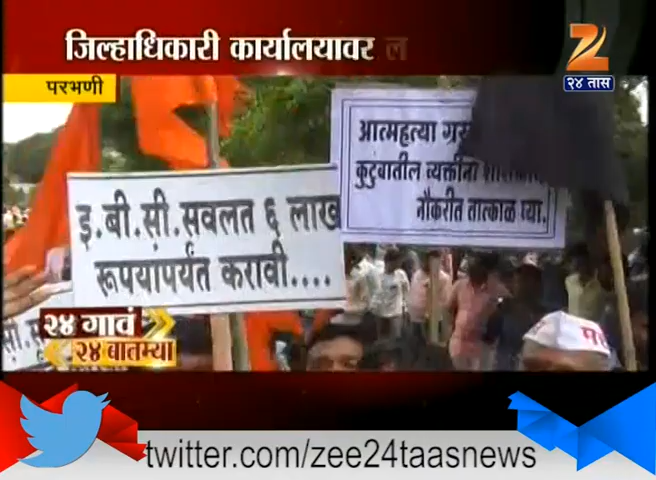 जिल्हाधिकारी कार्यालयावर
२४ तास
परभणी
इ.बी.सी.सवलत ६ लाख
रूपयांपर्यंत करावी....
आत्महत्या
कुटुंबातील व्यक्तींना
नौकरीत तात्काळ घ्या.
२४ गावं
२४ बातम्या
twitter.com/zee24taasnews